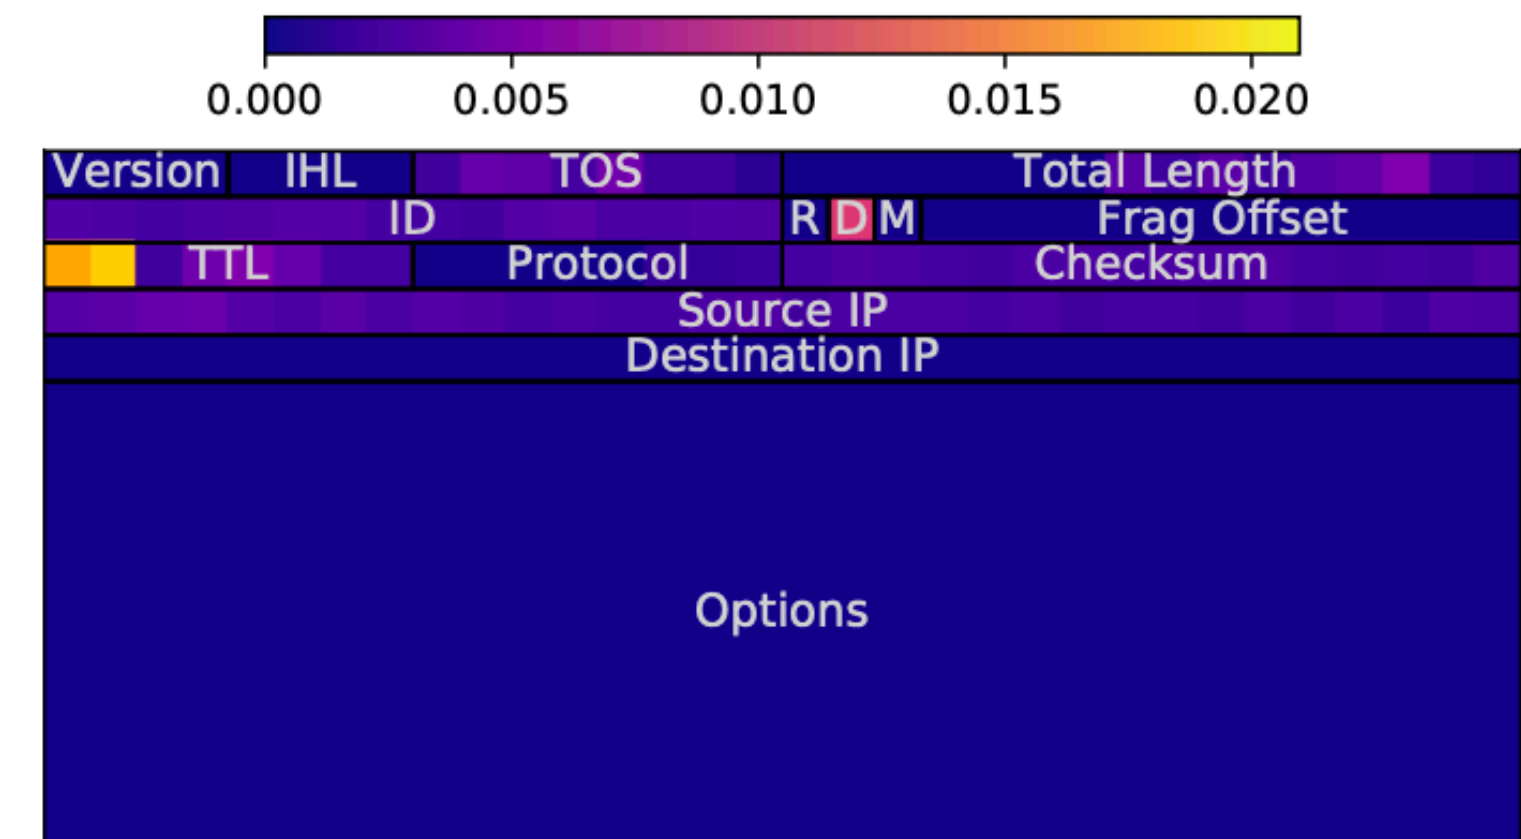 0.000 0.005 0.010 0.015 0.020
Version IHL TOS Total Length
ID R D M Frag Offset
TTL Protocol Checksum
Source IP
Destination IP
Options